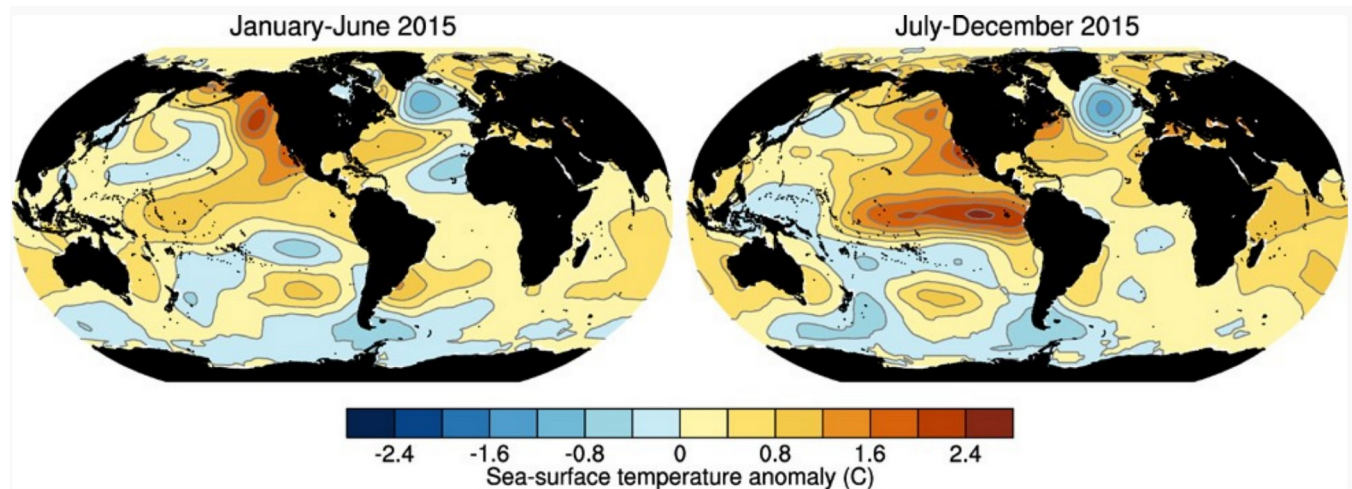 January-June 2015
July-December 2015
-2.4 -1.6 -0.8 0 0.8 1.6 2.4
Sea-surface temperature anomaly (C)